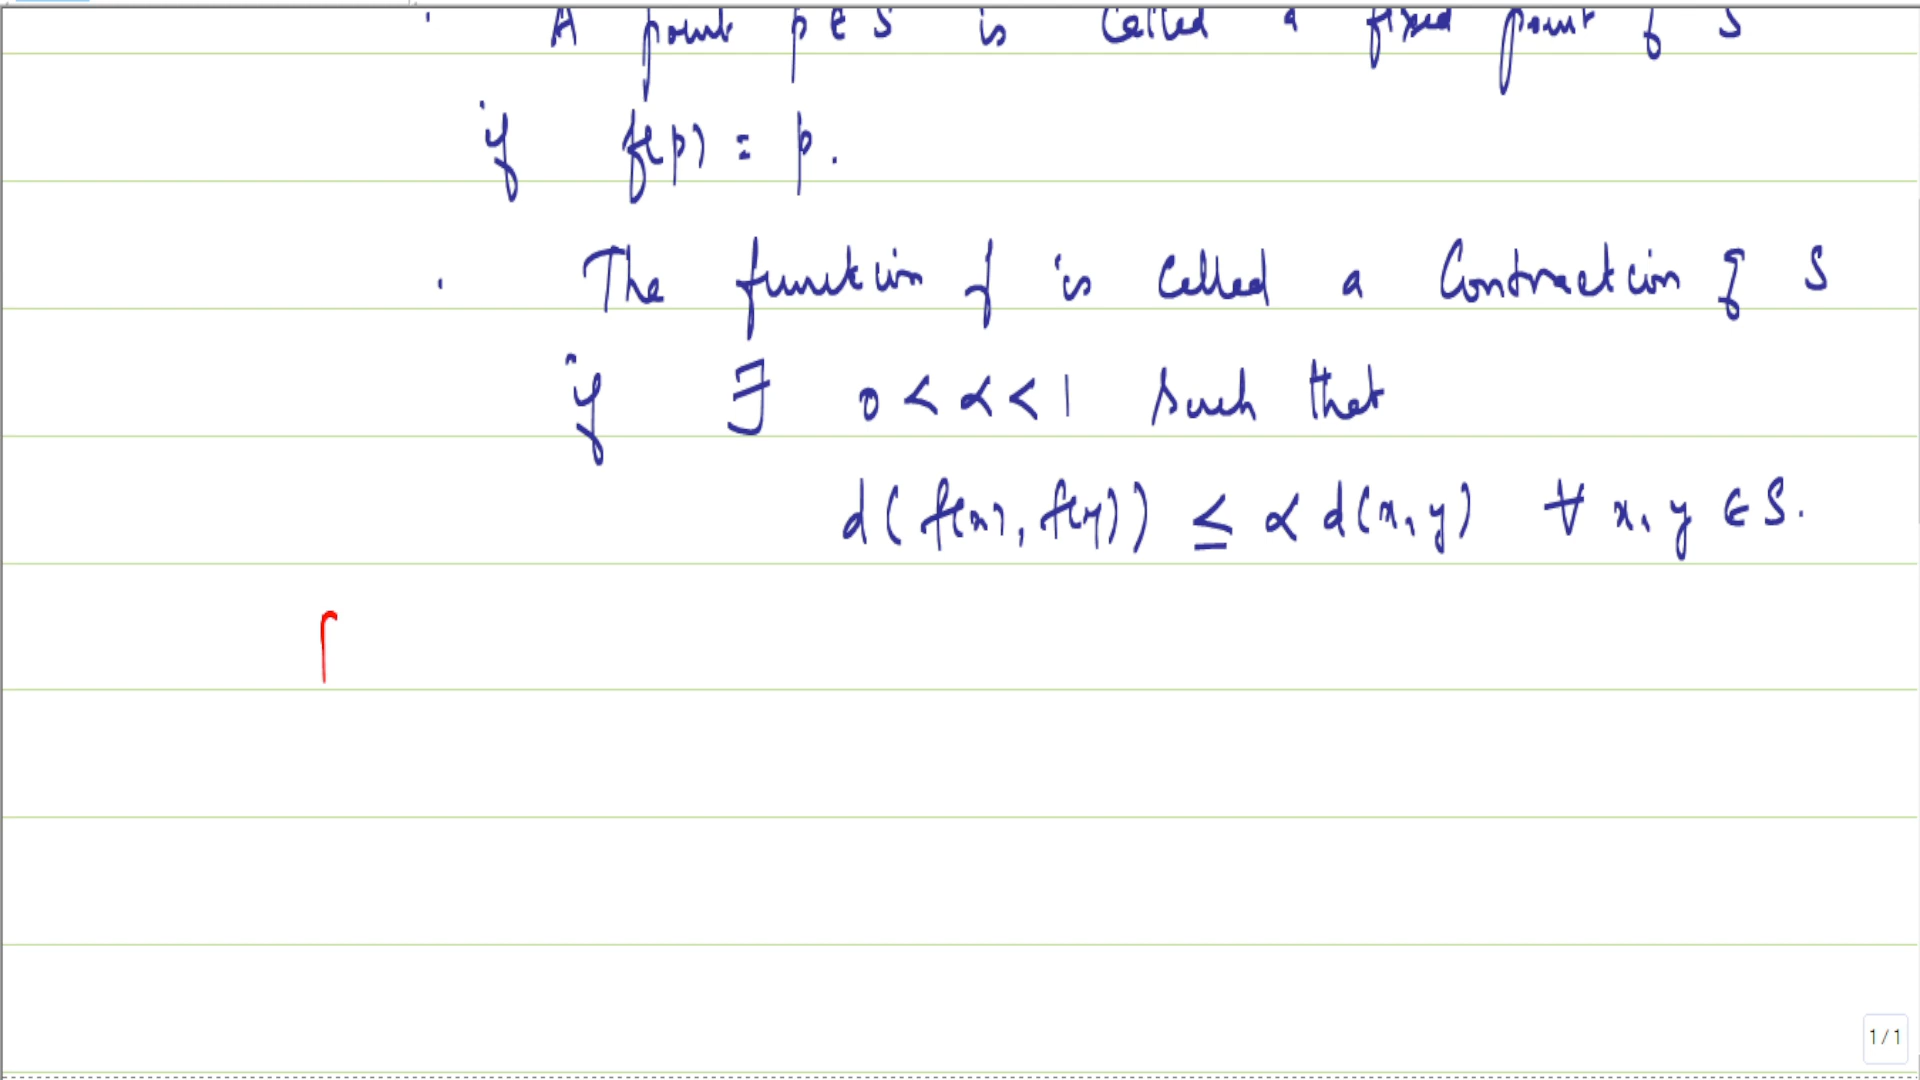 . A point p ∈ S is called a fixed point of S
if f(p) = p.
. The function f is called a Contraction of S
if ∃ 0 < α < 1 such that
d(f(x), f(y)) ≤ α d(x, y) ∀ x, y ∈ S.
1 / 1